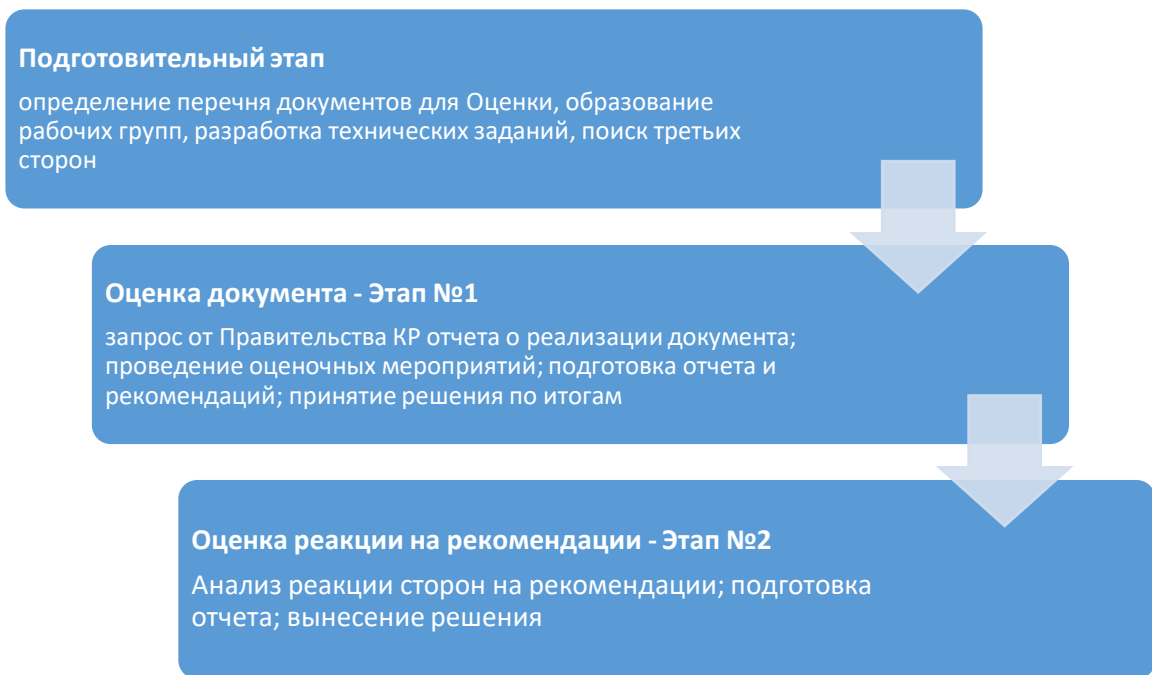 Подготовительный этап
определение перечня документов для Оценки, образование
рабочих групп, разработка технических заданий, поиск третьих
сторон
Оценка документа - Этап №1
запрос от Правительства КР отчета о реализации документа;
проведение оценочных мероприятий; подготовка отчета и
рекомендаций; принятие решения по итогам
Оценка реакции на рекомендации - Этап №2
Анализ реакции сторон на рекомендации; подготовка
отчета; вынесение решения